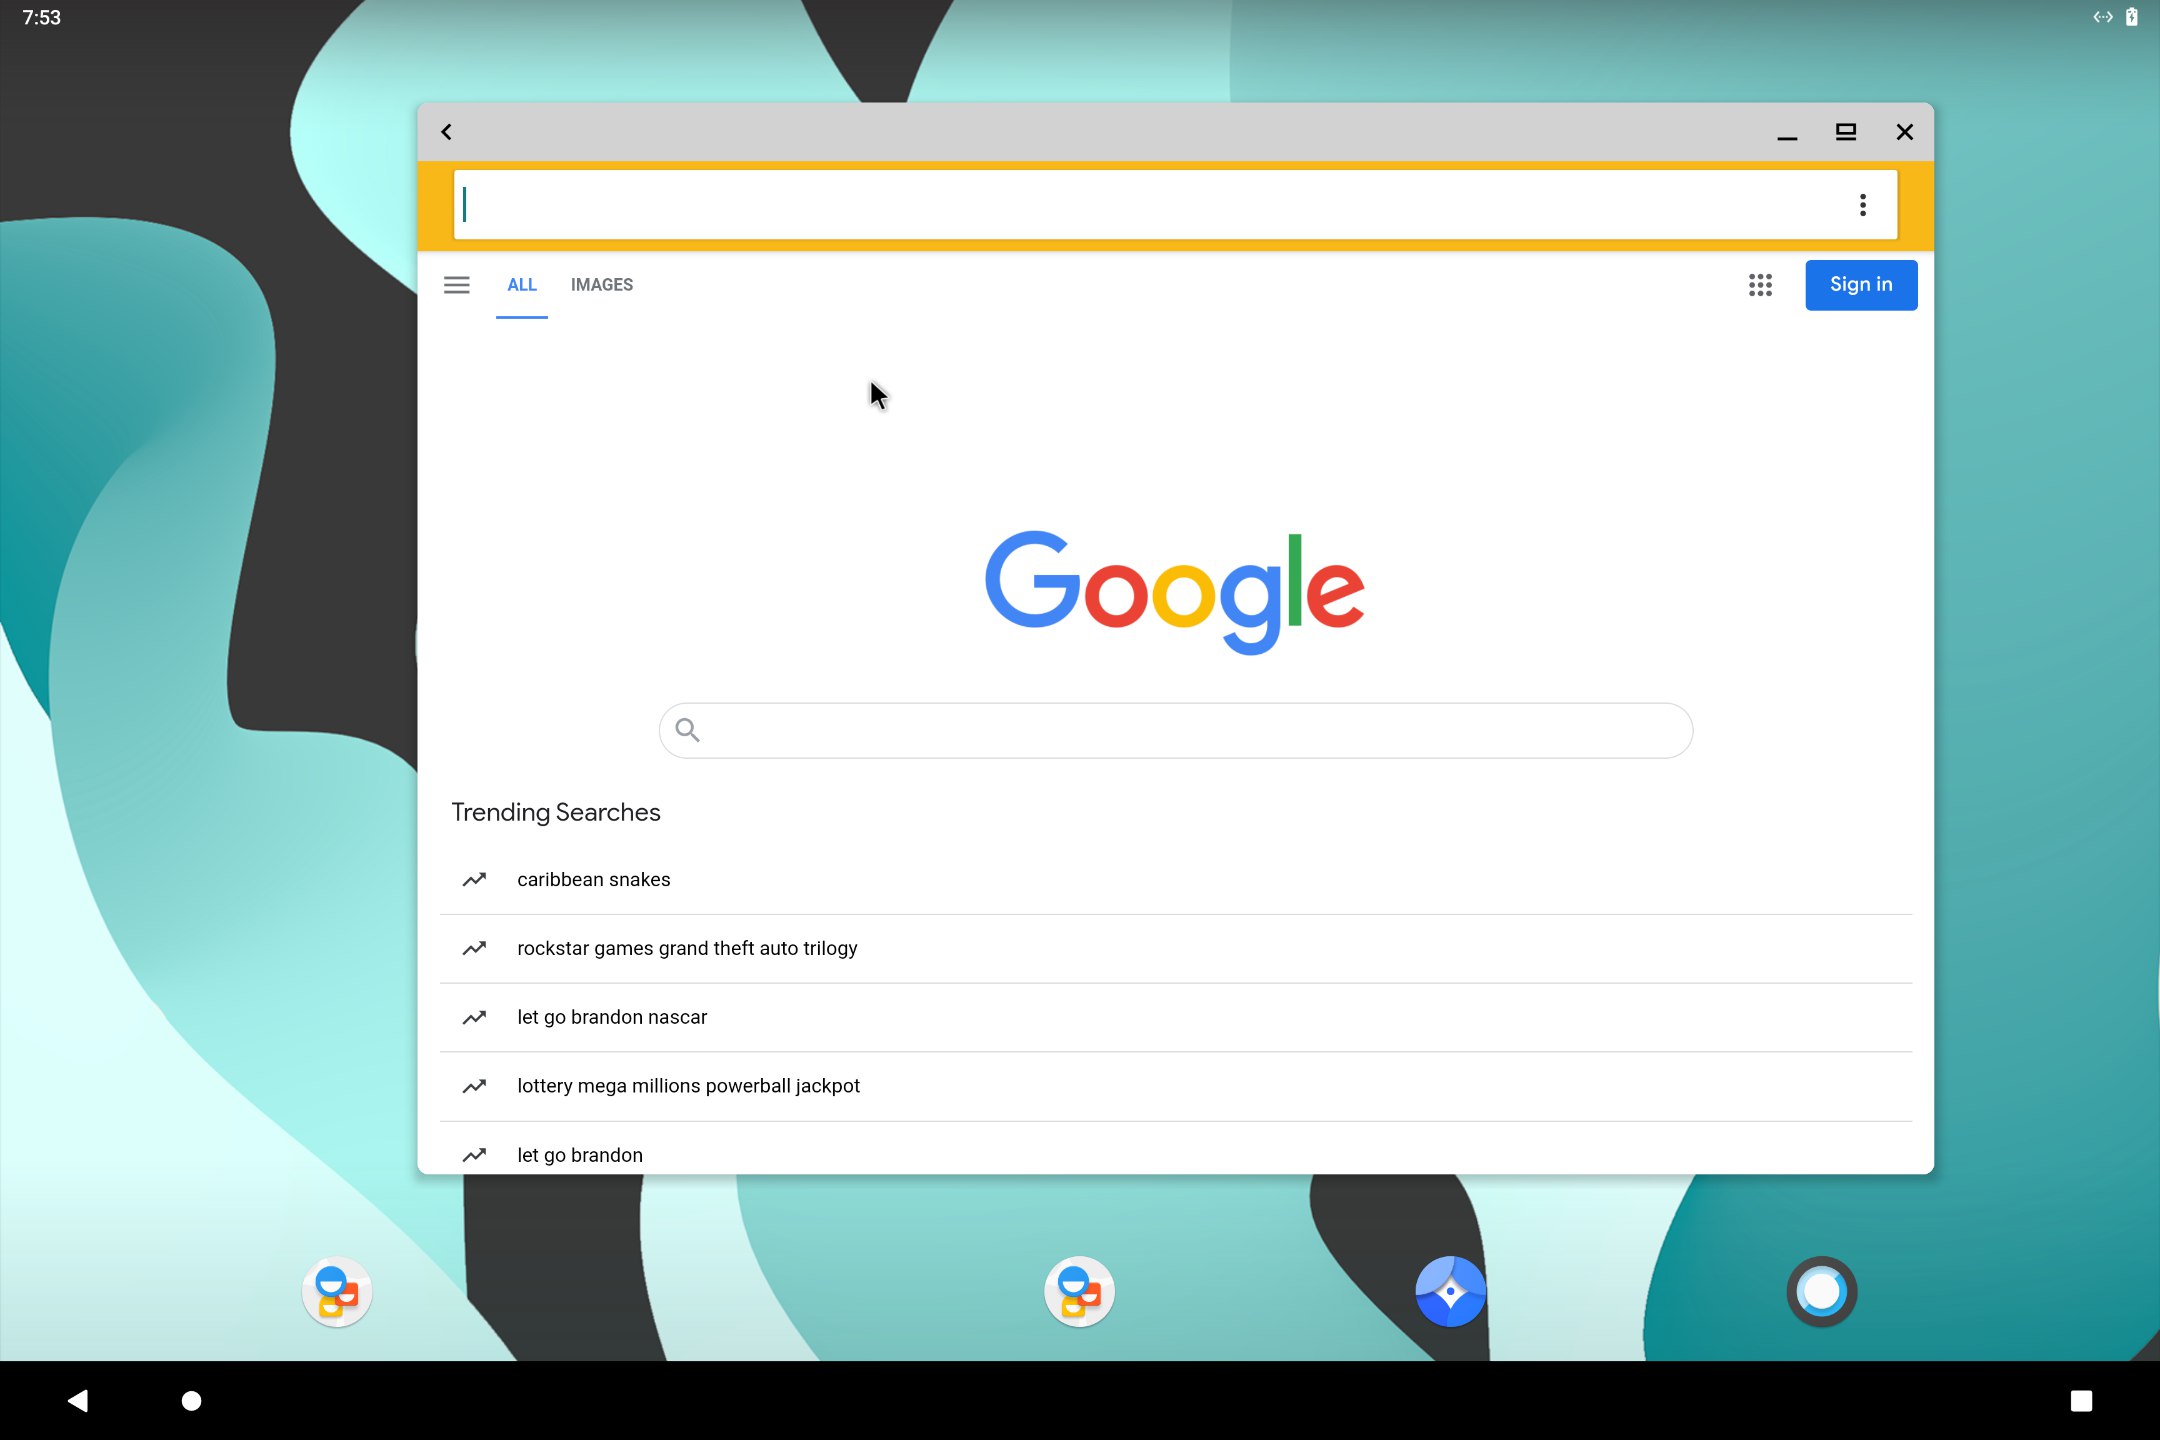 7:53
ALL IMAGES Sign in
Google
Trending Searches
caribbean snakes
rockstar games grand theft auto trilogy
let go brandon nascar
lottery mega millions powerball jackpot
let go brandon